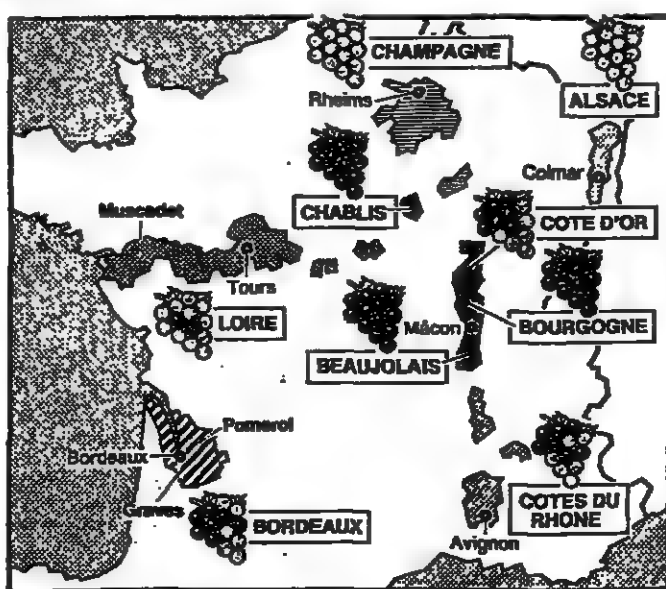 CHAMPAGNE
Rheims
ALSACE
Colmar
Muscadet
CHABLIS
COTE D'OR
Tours
LOIRE
Mâcon
BOURGOGNE
BEAUJOLAIS
Pomerol
Bordeaux
Graves
BORDEAUX
COTES DU
RHONE
Avignon